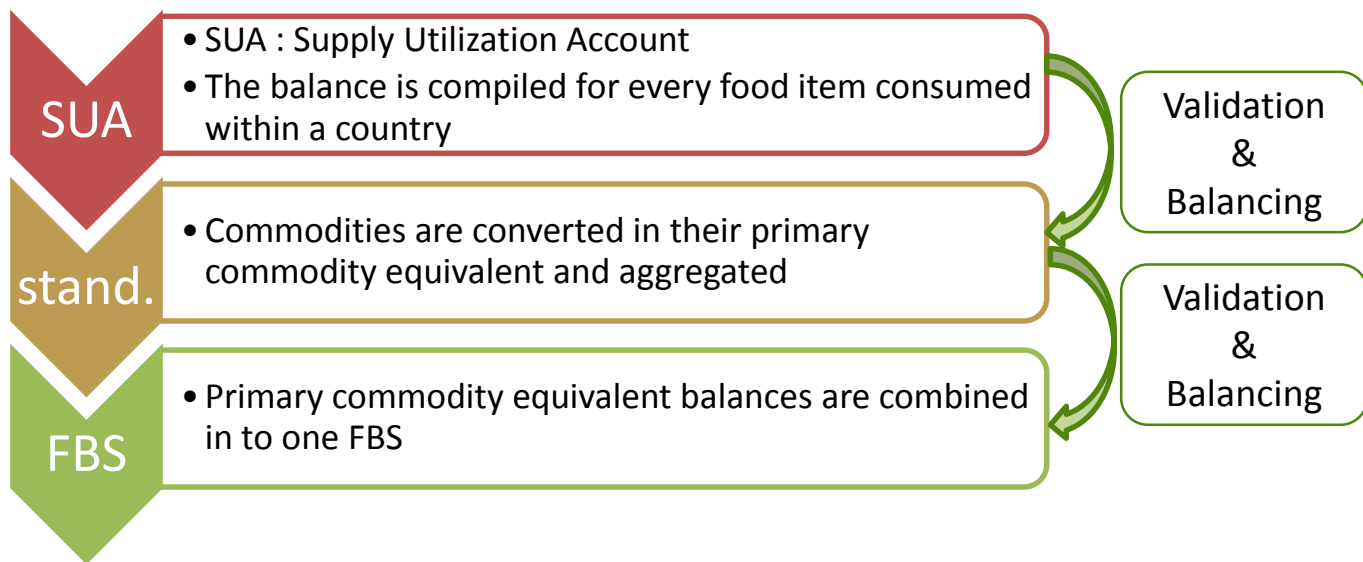 SUA
• SUA : Supply Utilization Account
• The balance is compiled for every food item consumed
within a country
Validation
&
Balancing
stand.
• Commodities are converted in their primary
commodity equivalent and aggregated
Validation
&
Balancing
FBS
• Primary commodity equivalent balances are combined
in to one FBS